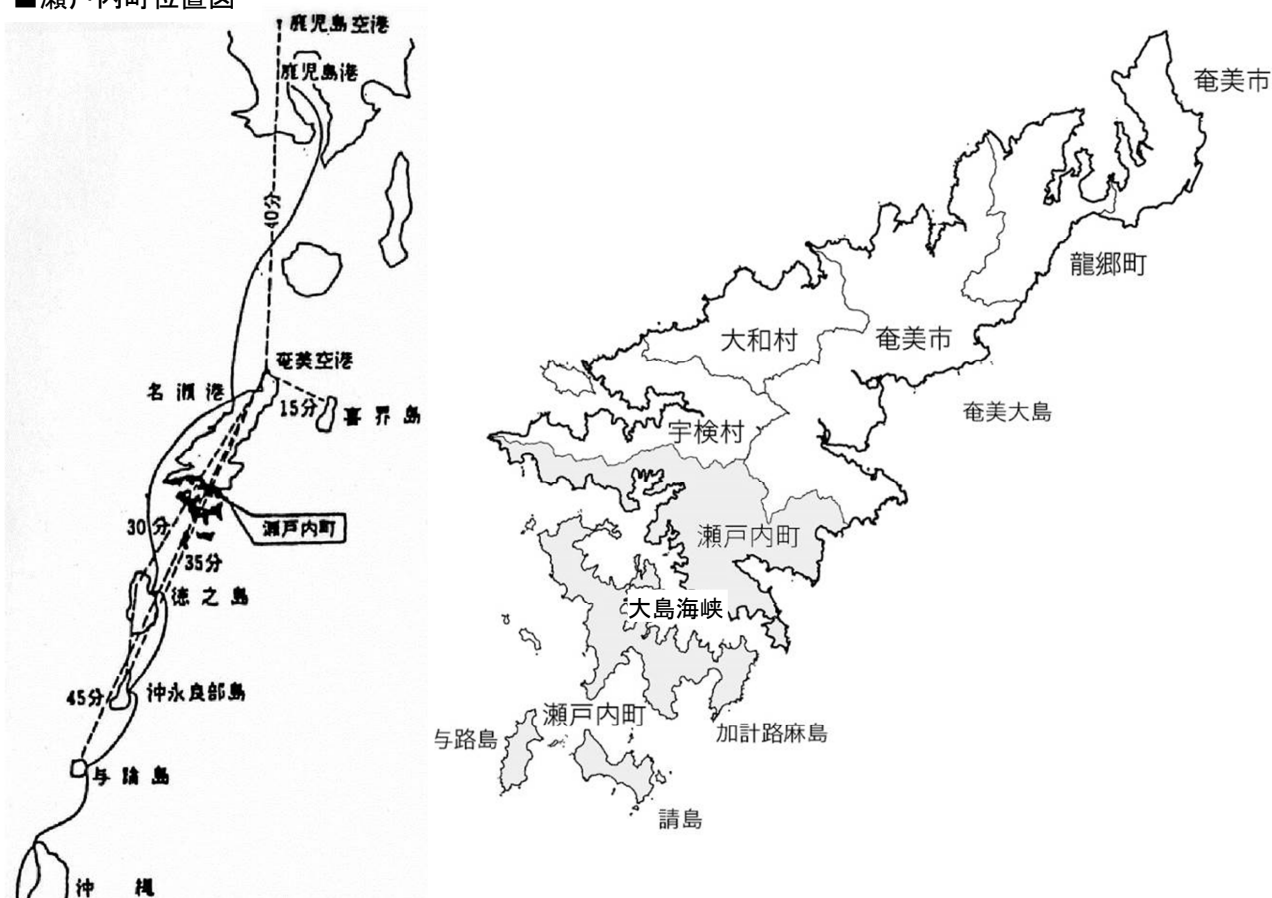 ■瀬戸内町位置図
鹿児島空港
鹿児島港
40分
奄美空港
名瀬港
15分
喜界島
瀬戸内町
30分
35分
徳之島
45分
沖永良部島
与論島
沖縄
奄美市
龍郷町
大和村
奄美市
奄美大島
宇検村
瀬戸内町
大島海峡
瀬戸内町
与路島
加計路麻島
請島